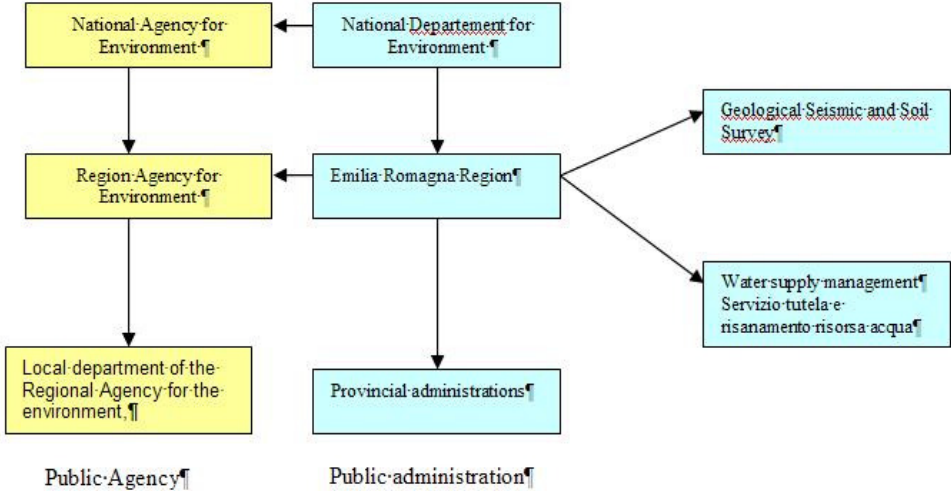 National Agency for
Environment ¶
National Departement for
Environment ¶
Geological Seismic and Soil
Survey¶
Region Agency for
Environment ¶
Emilia Romagna Region¶
Water supply management¶
Servizio tutela e
risanamento risorsa acqua¶
Local department of the
Regional Agency for the
environment,¶
Provincial administrations¶
Public Agency¶
Public administration¶